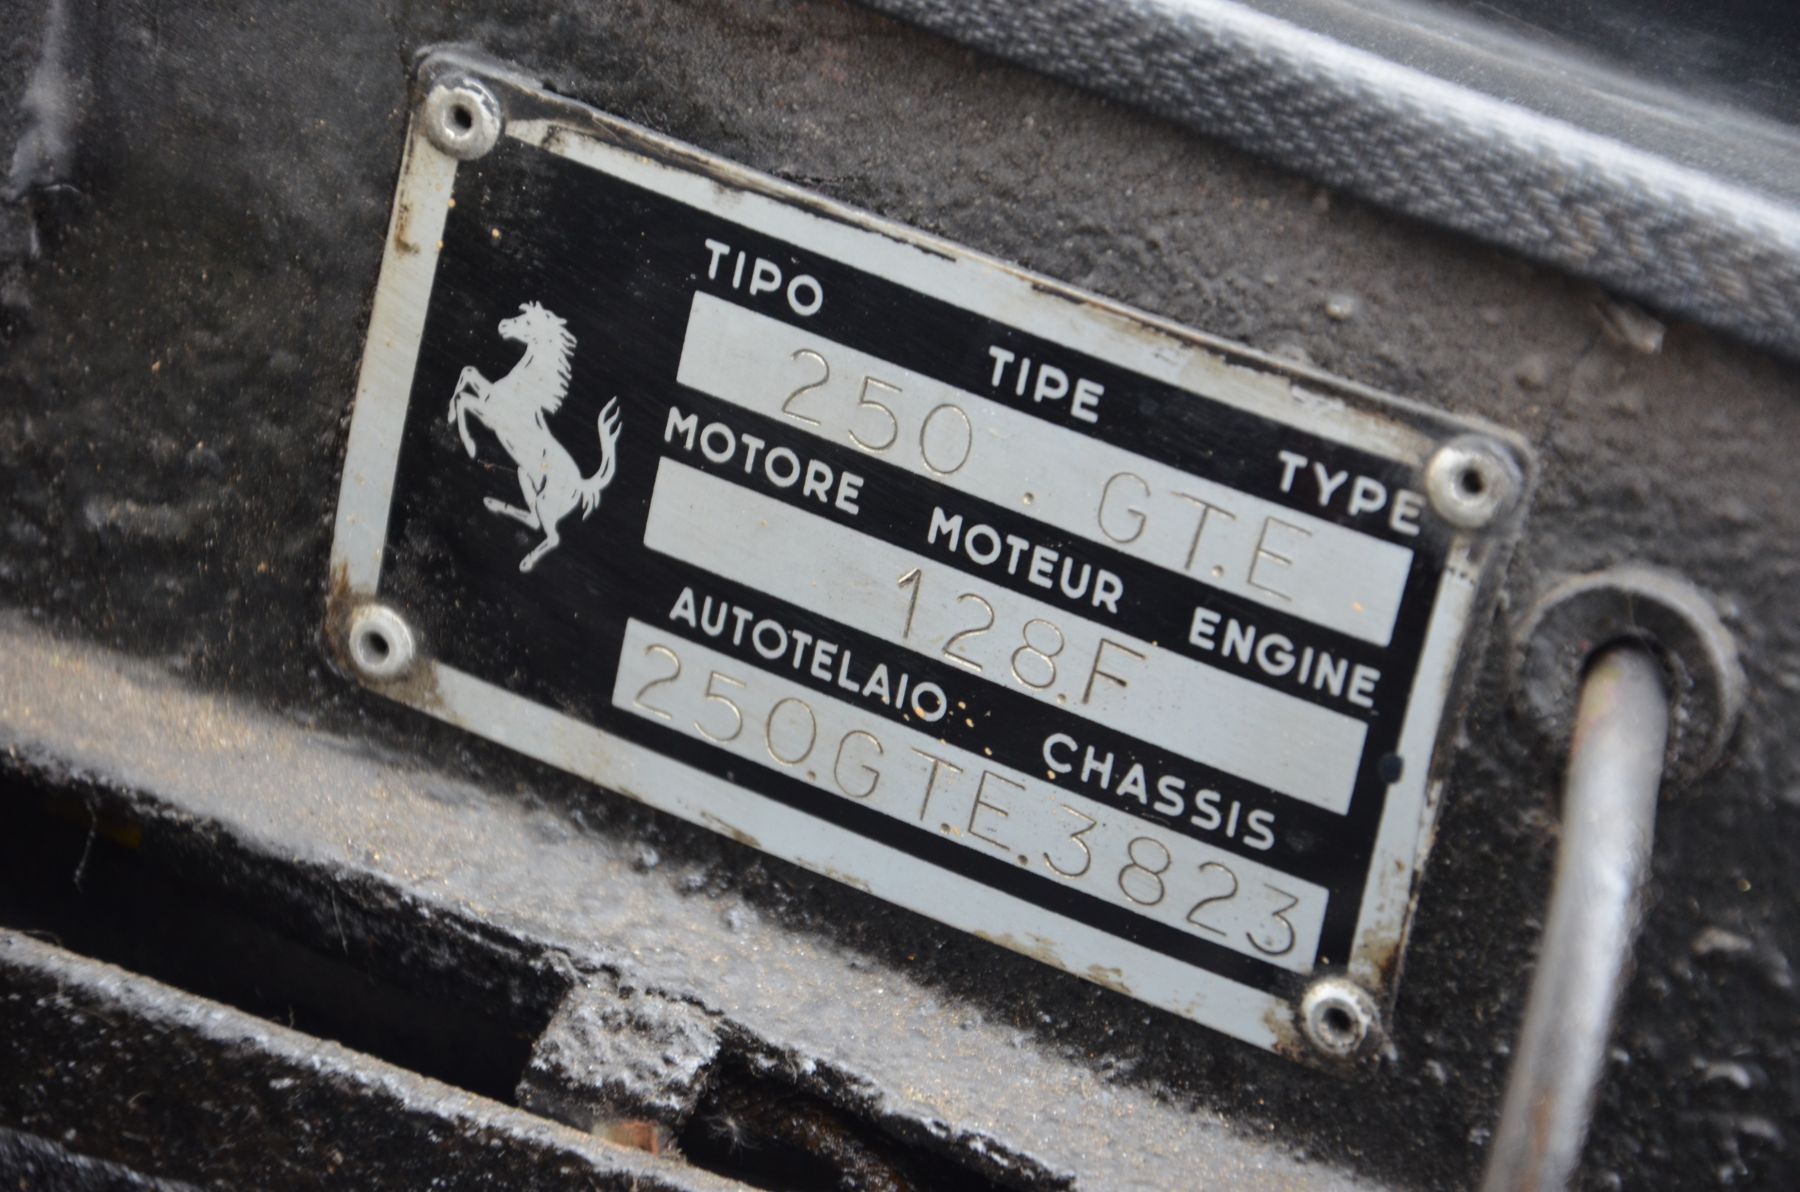 TIPO TIPE TYPE
250 . GT.E
MOTORE MOTEUR ENGINE
128.F
AUTOTELAIO CHASSIS
250.GT.E.3823